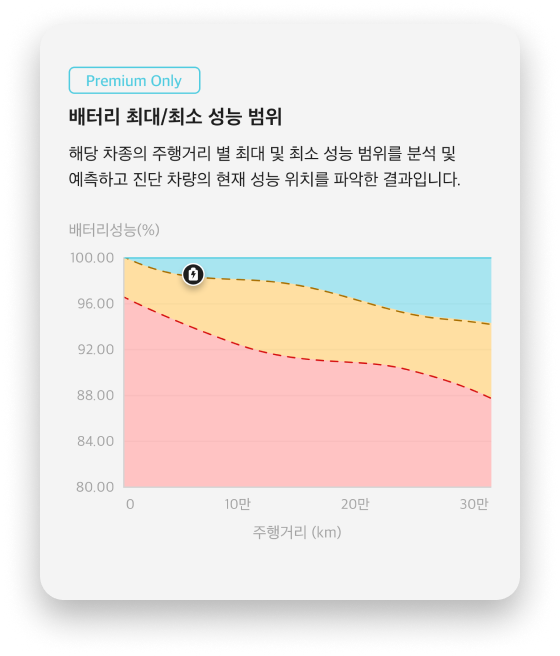 Premium Only
배터리 최대/최소 성능 범위
해당 차종의 주행거리 별 최대 및 최소 성능 범위를 분석 및
예측하고 진단 차량의 현재 성능 위치를 파악한 결과입니다.
배터리성능(%)
100.00
96.00
92.00
88.00
84.00
80.00
0 10만 20만 30만
주행거리 (km)